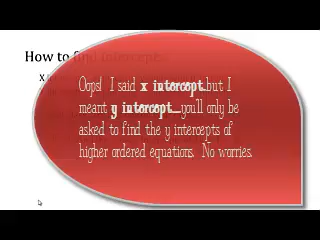 How to find intercepts
x
Oops! I said x intercept...but I
meant y intercept....you'll only be
asked to find the y intercepts of
higher ordered equations. No worries.